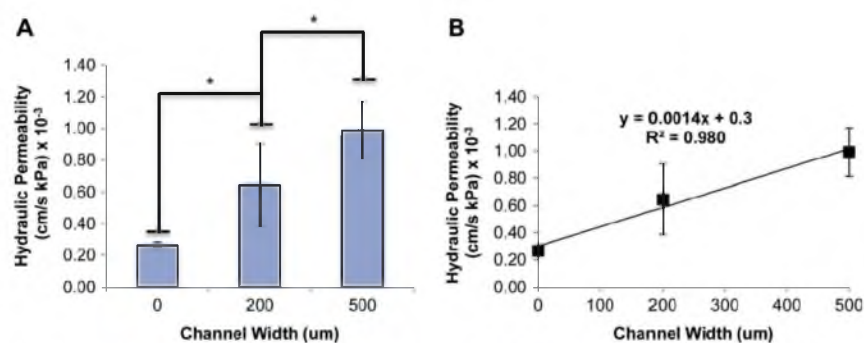 A
*
*
Hydraulic Permeability
(cm/s kPa) x 10⁻³
1.40
1.20
1.00
0.80
0.60
0.40
0.20
0.00
0
200
500
Channel Width (um)
B
Hydraulic Permeability
(cm/s kPa) x 10⁻³
1.40
1.20
1.00
0.80
0.60
0.40
0.20
0.00
y = 0.0014x + 0.3
R² = 0.980
0
100
200
300
400
500
Channel Width (um)